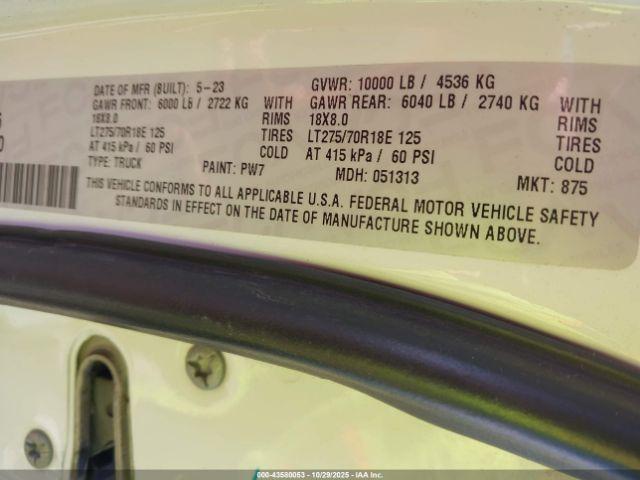 DATE OF MFR (BUILT): 5-23 GVWR: 10000 LB / 4536 KG
GAWR FRONT: 6000 LB / 2722 KG WITH GAWR REAR: 6040 LB / 2740 KG WITH
18X8.0 RIMS 18X8.0 RIMS
LT275/70R18E 125 TIRES LT275/70R18E 125 TIRES
AT 415 kPa / 60 PSI COLD AT 415 kPa / 60 PSI COLD
TYPE: TRUCK PAINT: PW7 MDH: 051313 MKT: 875
THIS VEHICLE CONFORMS TO ALL APPLICABLE U.S.A. FEDERAL MOTOR VEHICLE SAFETY
STANDARDS IN EFFECT ON THE DATE OF MANUFACTURE SHOWN ABOVE.
000-43580053 / 10/29/2025 - IAA Inc.